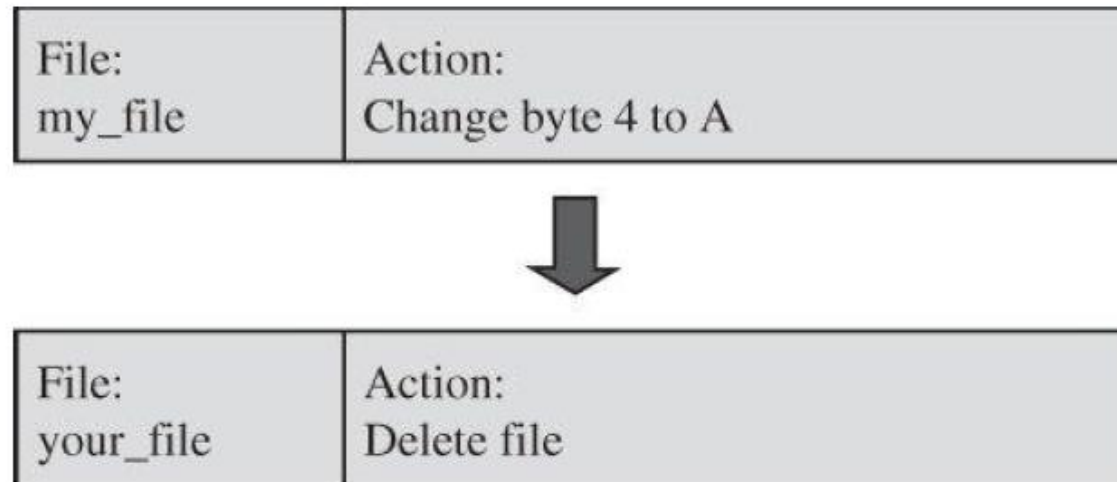 File:
my_file
Action:
Change byte 4 to A
File:
your_file
Action:
Delete file